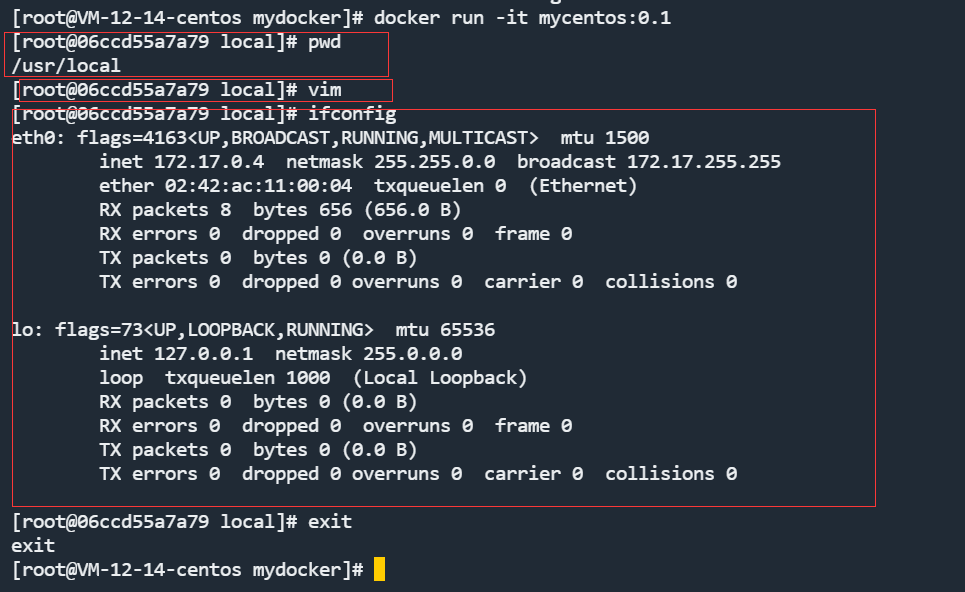 [root@VM-12-14-centos mydocker]# docker run -it mycentos:0.1
[root@06ccd55a7a79 local]# pwd
/usr/local
[root@06ccd55a7a79 local]# vim
[root@06ccd55a7a79 local]# ifconfig
eth0: flags=4163<UP,BROADCAST,RUNNING,MULTICAST>  mtu 1500
        inet 172.17.0.4  netmask 255.255.0.0  broadcast 172.17.255.255
        ether 02:42:ac:11:00:04  txqueuelen 0  (Ethernet)
        RX packets 8  bytes 656 (656.0 B)
        RX errors 0  dropped 0  overruns 0  frame 0
        TX packets 0  bytes 0 (0.0 B)
        TX errors 0  dropped 0 overruns 0  carrier 0  collisions 0

lo: flags=73<UP,LOOPBACK,RUNNING>  mtu 65536
        inet 127.0.0.1  netmask 255.0.0.0
        loop  txqueuelen 1000  (Local Loopback)
        RX packets 0  bytes 0 (0.0 B)
        RX errors 0  dropped 0  overruns 0  frame 0
        TX packets 0  bytes 0 (0.0 B)
        TX errors 0  dropped 0 overruns 0  carrier 0  collisions 0

[root@06ccd55a7a79 local]# exit
exit
[root@VM-12-14-centos mydocker]#